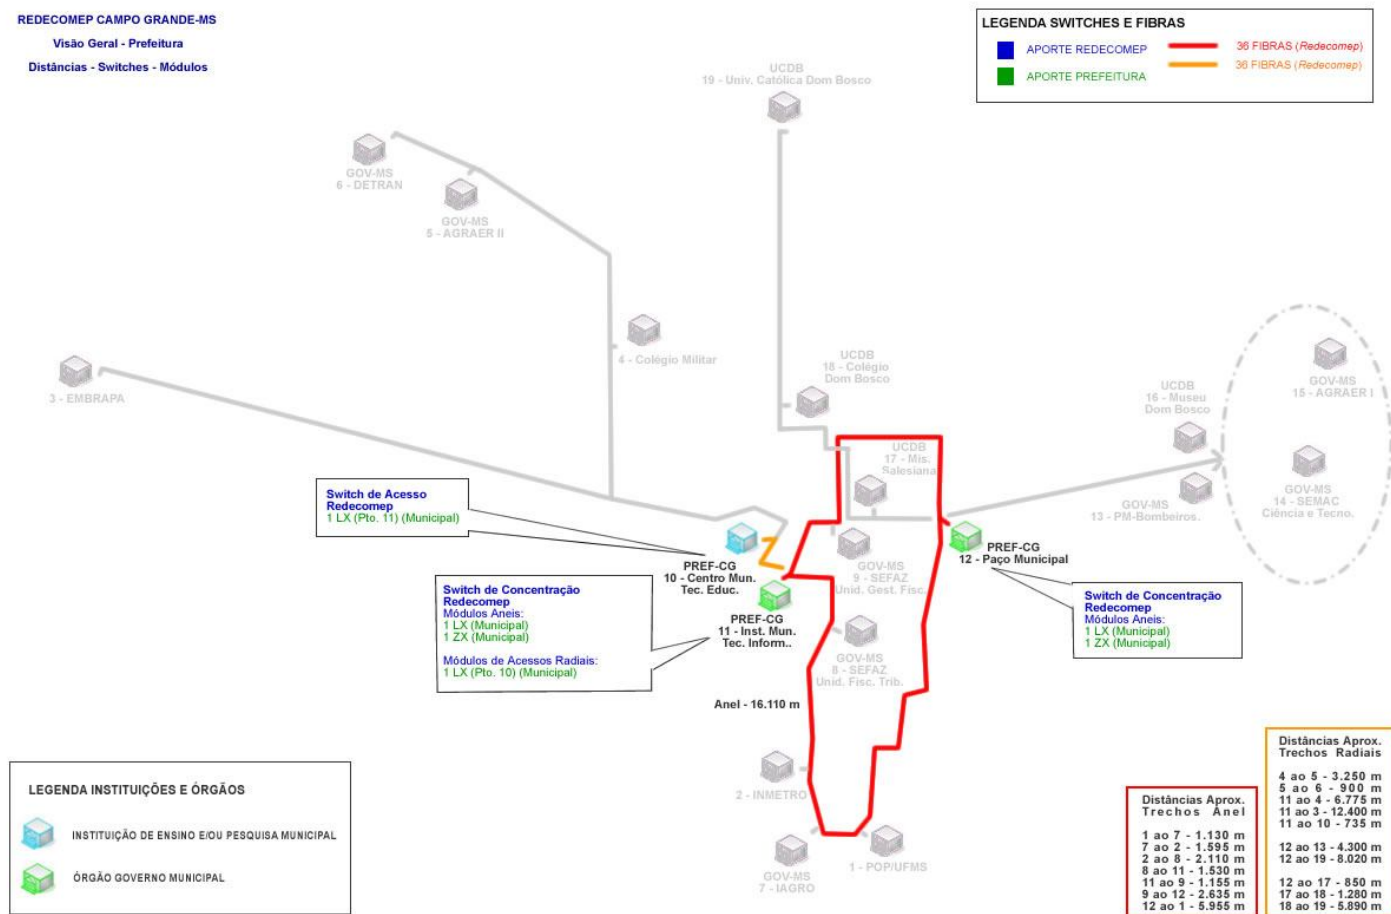 REDECOMEP CAMPO GRANDE-MS
Visão Geral - Prefeitura
Distâncias - Switches - Módulos
LEGENDA SWITCHES E FIBRAS
APORTE REDECOMEP
36 FIBRAS (Redecomep)
APORTE PREFEITURA
36 FIBRAS (Redecomep)
UCDB
19 - Univ. Católica Dom Bosco
GOV-MS
6 - DETRAN
GOV-MS
5 - AGRAER II
4 - Colégio Militar
3 - EMBRAPA
UCDB
18 - Colégio
Dom Bosco
UCDB
16 - Museu
Dom Bosco
GOV-MS
15 - AGRAER I
UCDB
17 - Mis.
Salesiana
GOV-MS
14 - SEMAC
Ciência e Tecno.
GOV-MS
13 - PM-Bombeiros.
Switch de Acesso
Redecomep
1 LX (Pto. 11) (Municipal)
PREF-CG
10 - Centro Mun.
Tec. Educ.
GOV-MS
9 - SEFAZ
Unid. Gest. Fisc.
PREF-CG
12 - Paço Municipal
Switch de Concentração
Redecomep
Módulos Aneis:
1 LX (Municipal)
1 ZX (Municipal)
Módulos de Acessos Radiais:
1 LX (Pto. 10) (Municipal)
PREF-CG
11 - Inst. Mun.
Tec. Inform..
Switch de Concentração
Redecomep
Módulos Aneis:
1 LX (Municipal)
1 ZX (Municipal)
GOV-MS
8 - SEFAZ
Unid. Fisc. Trib.
Anel - 16.110 m
2 - INMETRO
GOV-MS
7 - IAGRO
1 - POP/UFMS
LEGENDA INSTITUIÇÕES E ÓRGÃOS
INSTITUIÇÃO DE ENSINO E/OU PESQUISA MUNICIPAL
ÓRGÃO GOVERNO MUNICIPAL
Distâncias Aprox.
Trechos Anel
1 ao 7 - 1.130 m
7 ao 2 - 1.595 m
2 ao 8 - 2.110 m
8 ao 11 - 1.530 m
11 ao 9 - 1.155 m
9 ao 12 - 2.635 m
12 ao 1 - 5.955 m
Distâncias Aprox.
Trechos Radiais
4 ao 5 - 3.250 m
5 ao 6 - 900 m
11 ao 4 - 6.775 m
11 ao 3 - 12.400 m
11 ao 10 - 735 m
12 ao 13 - 4.300 m
12 ao 19 - 8.020 m
12 ao 17 - 850 m
17 ao 18 - 1.280 m
18 ao 19 - 5.890 m